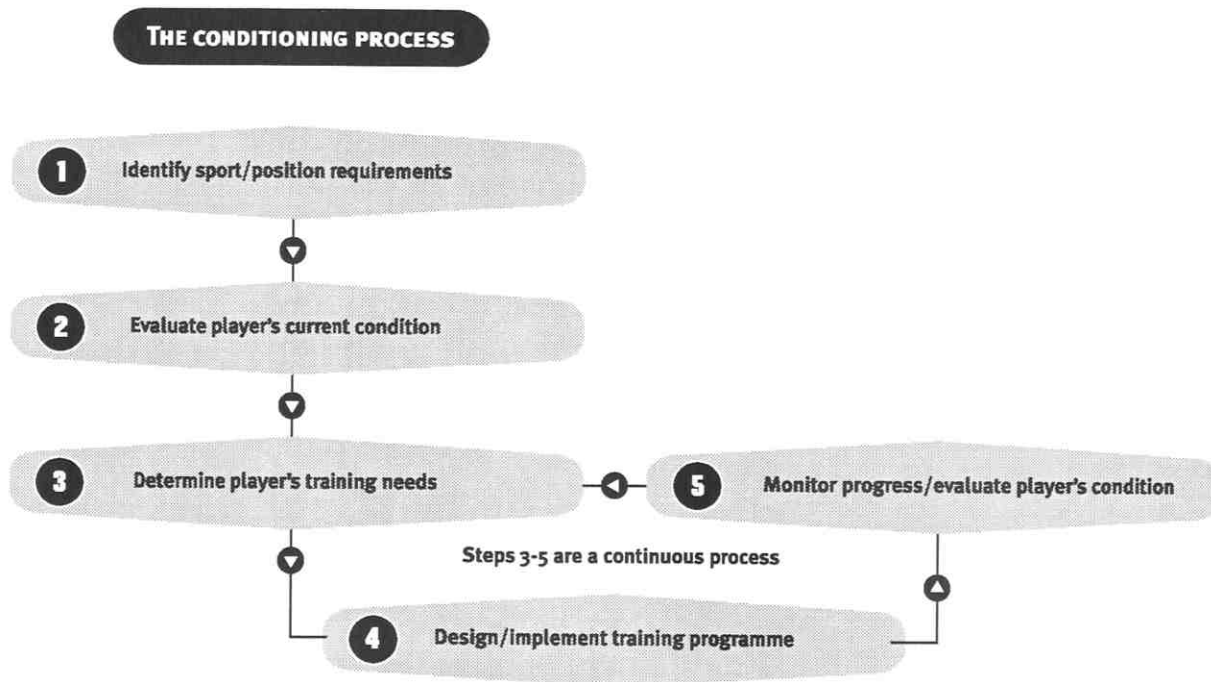 THE CONDITIONING PROCESS
1 Identify sport/position requirements
2 Evaluate player's current condition
3 Determine player's training needs
5 Monitor progress/evaluate player's condition
Steps 3-5 are a continuous process
4 Design/implement training programme